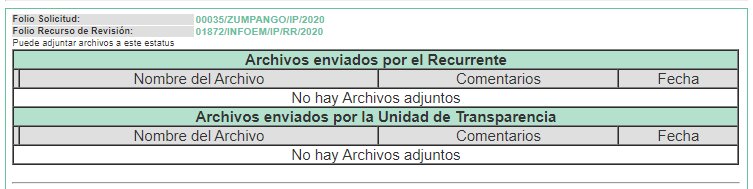 Folio Solicitud: 00035/ZUMPANGO/IP/2020
Folio Recurso de Revisión: 01872/INFOEM/IP/RR/2020
Puede adjuntar archivos a este estatus
Archivos enviados por el Recurrente
Nombre del Archivo Comentarios Fecha
No hay Archivos adjuntos
Archivos enviados por la Unidad de Transparencia
Nombre del Archivo Comentarios Fecha
No hay Archivos adjuntos